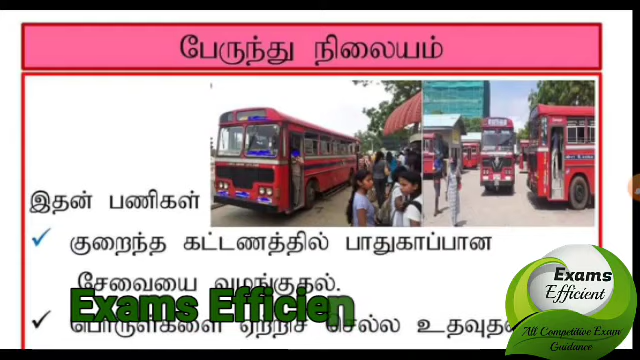 பேருந்து நிலையம்
இதன் பணிகள்
✓ குறைந்த கட்டணத்தில் பாதுகாப்பான
சேவையை வழங்குதல்.
✓ பொருள்களை ஏற்றிச் செல்ல
Exams Efficien
Exams
Efficient
All Competitive Exam
Guidance